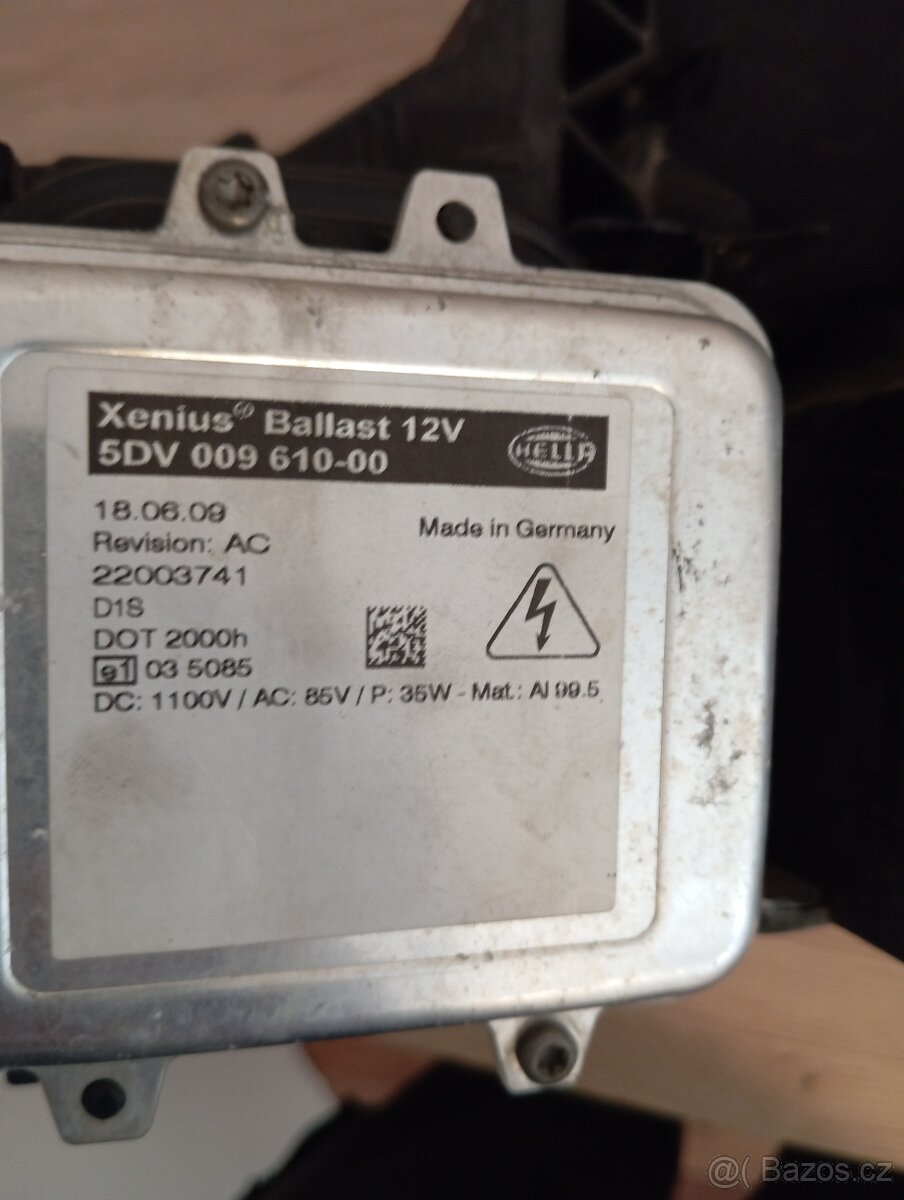 Xenius® Ballast 12V
5DV 009 610-00
HELLA
18.06.09
Made in Germany
Revision: AC
22003741
D1S
DOT 2000h
e1 03 5085
DC: 1100V / AC: 85V / P: 35W - Mat.: Al 99.5
@( Bazos.cz